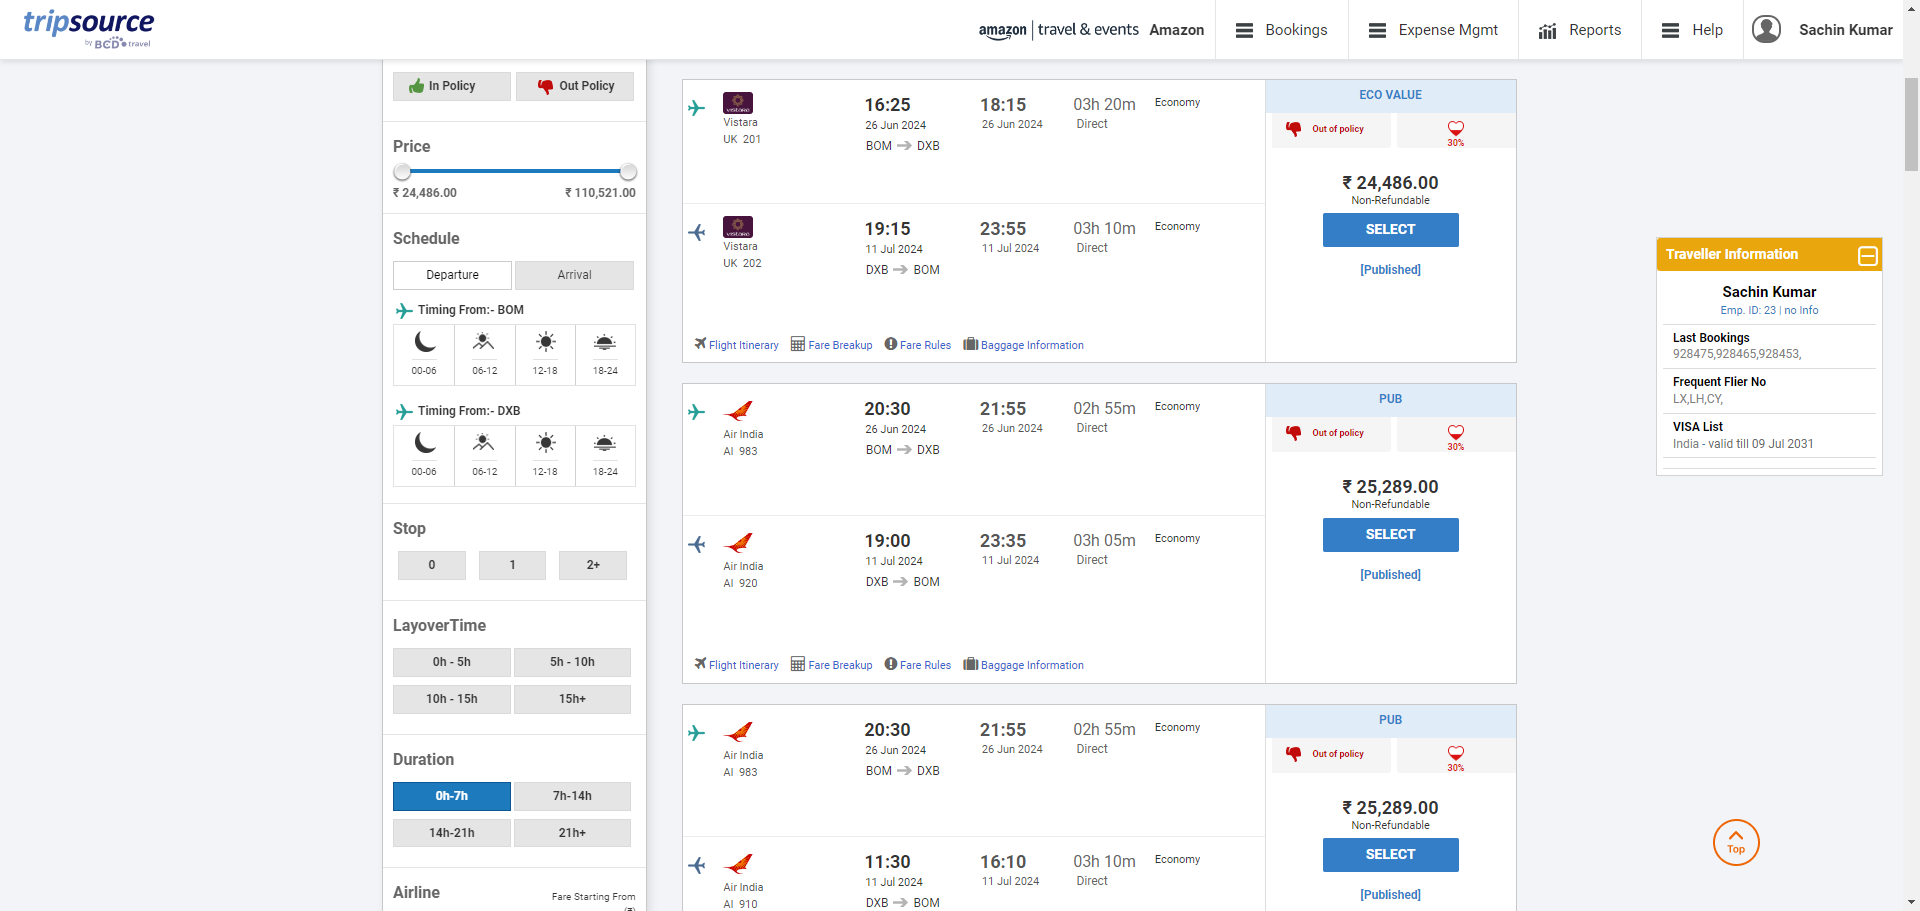 tripsource
by BCD travel
amazon | travel & events Amazon
Bookings
Expense Mgmt
Reports
Help
Sachin Kumar
In Policy
Out Policy
Price
₹ 24,486.00
₹ 110,521.00
Schedule
Departure
Arrival
Timing From:- BOM
00-06
06-12
12-18
18-24
Timing From:- DXB
00-06
06-12
12-18
18-24
Stop
0
1
2+
LayoverTime
0h - 5h
5h - 10h
10h - 15h
15h+
Duration
0h-7h
7h-14h
14h-21h
21h+
Airline
Fare Starting From
(₹)
VISTARA
Vistara
UK 201
16:25
26 Jun 2024
BOM DXB
18:15
26 Jun 2024
03h 20m
Direct
Economy
VISTARA
Vistara
UK 202
19:15
11 Jul 2024
DXB BOM
23:55
11 Jul 2024
03h 10m
Direct
Economy
Flight Itinerary
Fare Breakup
Fare Rules
Baggage Information
ECO VALUE
Out of policy
30%
₹ 24,486.00
Non-Refundable
SELECT
[Published]
Air India
AI 983
20:30
26 Jun 2024
BOM DXB
21:55
26 Jun 2024
02h 55m
Direct
Economy
Air India
AI 920
19:00
11 Jul 2024
DXB BOM
23:35
11 Jul 2024
03h 05m
Direct
Economy
Flight Itinerary
Fare Breakup
Fare Rules
Baggage Information
PUB
Out of policy
30%
₹ 25,289.00
Non-Refundable
SELECT
[Published]
Air India
AI 983
20:30
26 Jun 2024
BOM DXB
21:55
26 Jun 2024
02h 55m
Direct
Economy
Air India
AI 910
11:30
11 Jul 2024
DXB BOM
16:10
11 Jul 2024
03h 10m
Direct
Economy
PUB
Out of policy
30%
₹ 25,289.00
Non-Refundable
SELECT
[Published]
Traveller Information
Sachin Kumar
Emp. ID: 23 | no Info
Last Bookings
928475,928465,928453,
Frequent Flier No
LX,LH,CY,
VISA List
India - valid till 09 Jul 2031
Top